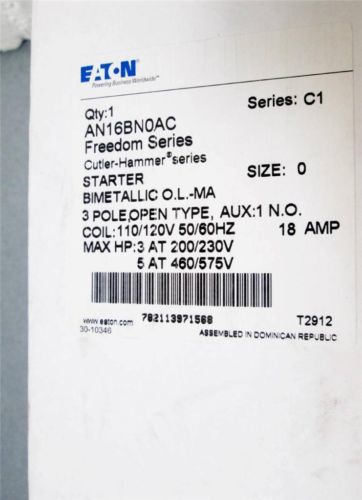 EATON
Powering Business Worldwide™
Qty:1
Series: C1
AN16BN0AC
Freedom Series
Cutler-Hammer® series
STARTER
SIZE: 0
BIMETALLIC O.L.-MA
3 POLE,OPEN TYPE, AUX:1 N.O.
COIL:110/120V 50/60HZ 18 AMP
MAX HP:3 AT 200/230V
5 AT 460/575V
www.eaton.com
782113971568
T2912
30-10346
ASSEMBLED IN DOMINICAN REPUBLIC